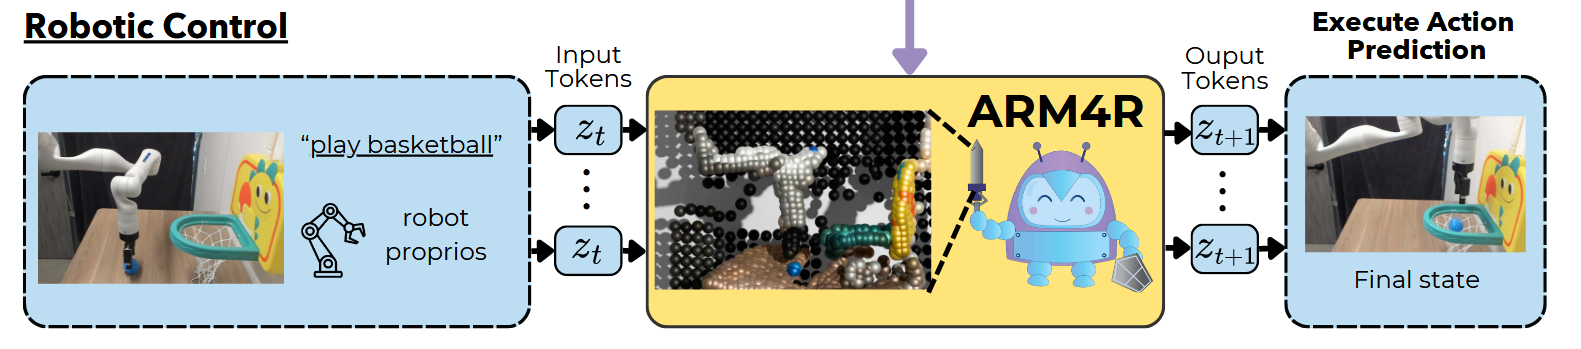 Robotic Control
“play basketball”
robot
proprios
Input
Tokens
z_t
z_t
ARM4R
Ouput
Tokens
z_{t+1}
z_{t+1}
Execute Action
Prediction
Final state